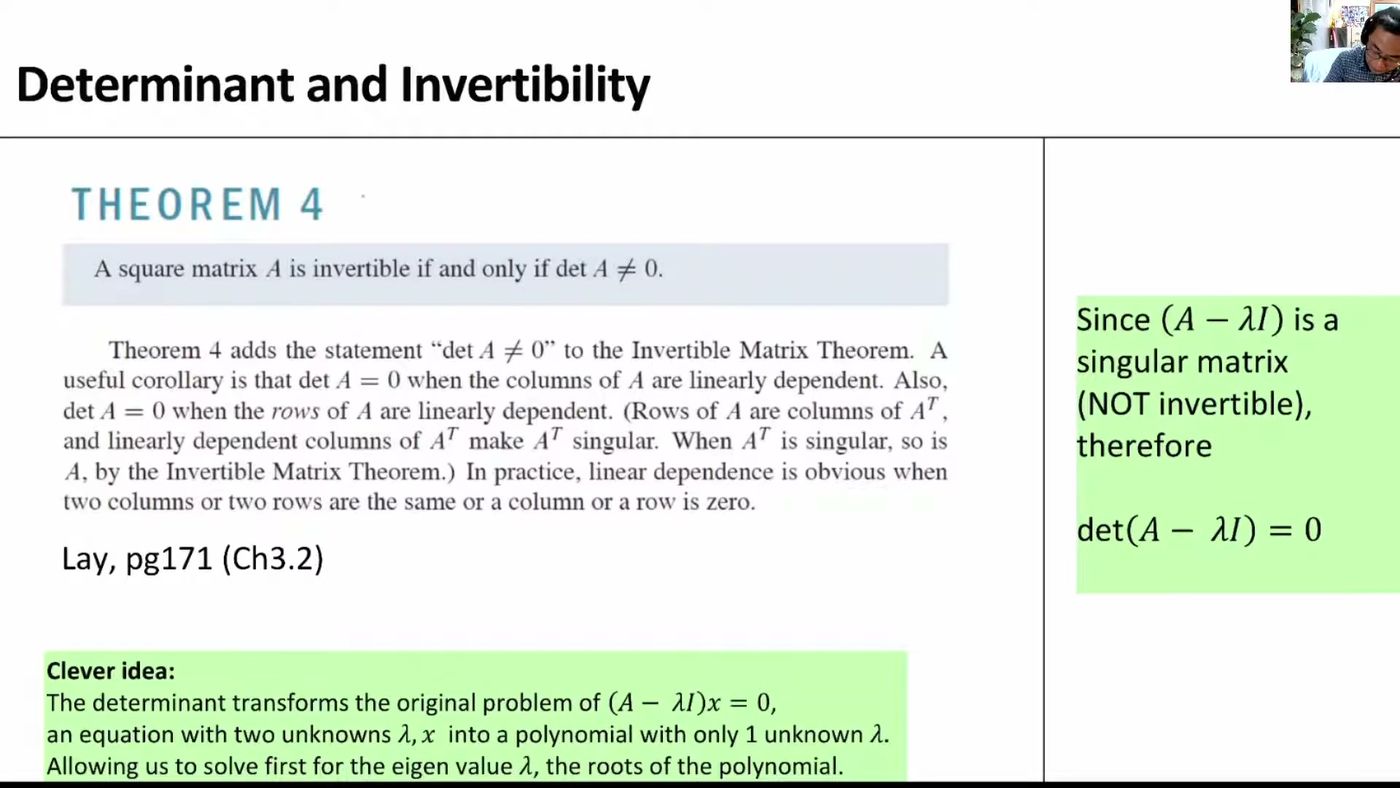 Determinant and Invertibility
THEOREM 4
A square matrix A is invertible if and only if det A ≠ 0.
Theorem 4 adds the statement “det A ≠ 0” to the Invertible Matrix Theorem. A
useful corollary is that det A = 0 when the columns of A are linearly dependent. Also,
det A = 0 when the rows of A are linearly dependent. (Rows of A are columns of Aᵀ,
and linearly dependent columns of Aᵀ make Aᵀ singular. When Aᵀ is singular, so is
A, by the Invertible Matrix Theorem.) In practice, linear dependence is obvious when
two columns or two rows are the same or a column or a row is zero.
Lay, pg171 (Ch3.2)
Clever idea:
The determinant transforms the original problem of (A − λI)x = 0,
an equation with two unknowns λ, x into a polynomial with only 1 unknown λ.
Allowing us to solve first for the eigen value λ, the roots of the polynomial.
Since (A − λI) is a
singular matrix
(NOT invertible),
therefore
det(A − λI) = 0